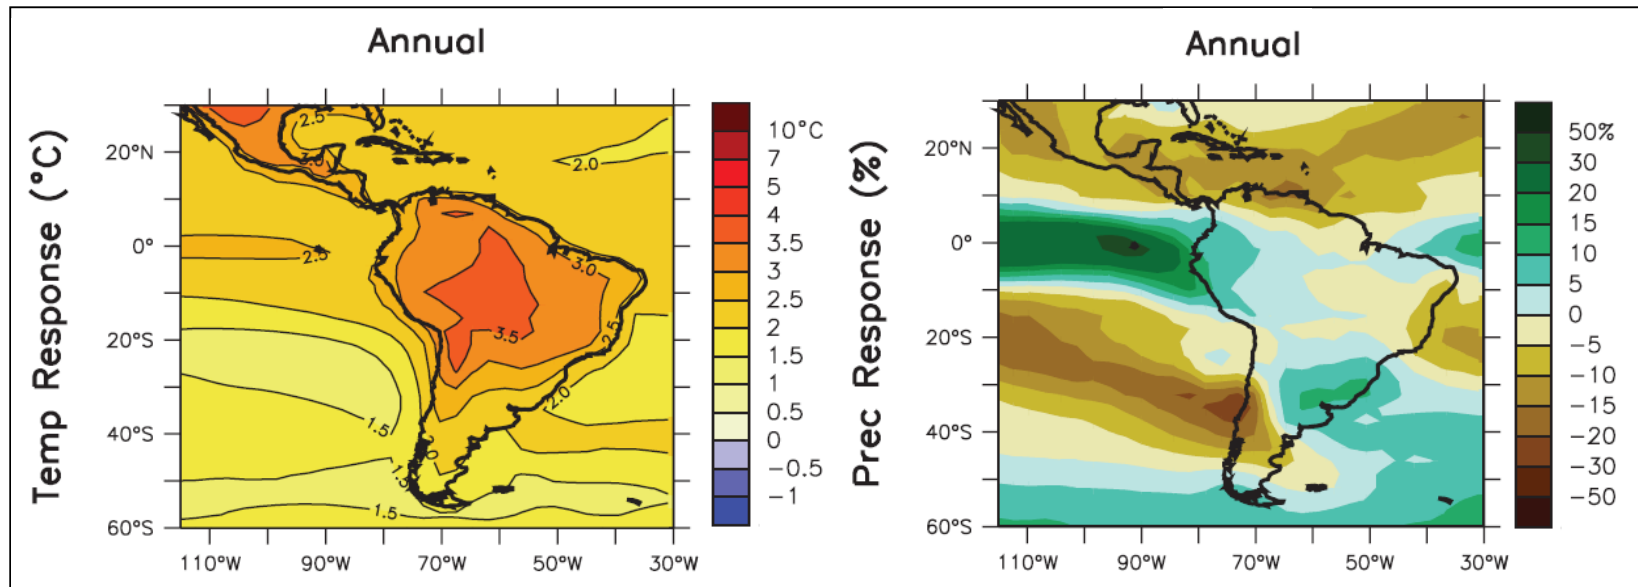 Annual
Temp Response (°C)
20°N
0°
20°S
40°S
60°S
110°W
90°W
70°W
50°W
30°W
2.5
3.0
2.0
2.5
3.0
3.5
2.5
2.0
1.5
1.5
1.5
10°C
7
5
4
3.5
3
2.5
2
1.5
1
0.5
0
−0.5
−1
Annual
Prec Response (%)
20°N
0°
20°S
40°S
60°S
110°W
90°W
70°W
50°W
30°W
50%
30
20
15
10
5
0
−5
−10
−15
−20
−30
−50